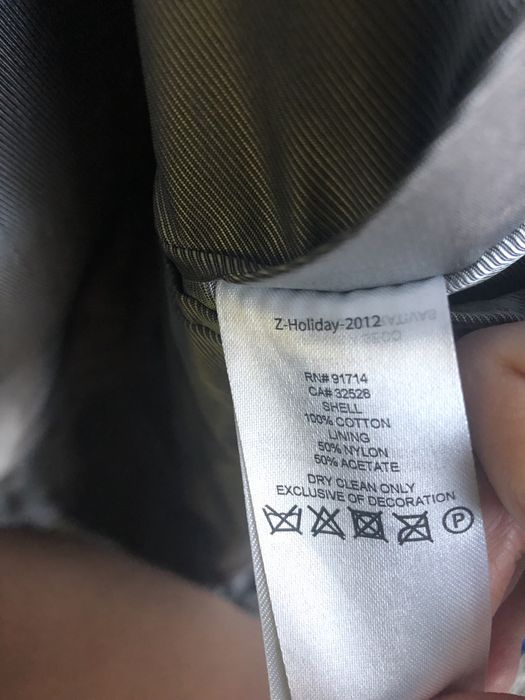 Z-Holiday-2012
RN# 91714
CA# 32528
SHELL
100% COTTON
LINING
50% NYLON
50% ACETATE
DRY CLEAN ONLY
EXCLUSIVE OF DECORATION
P